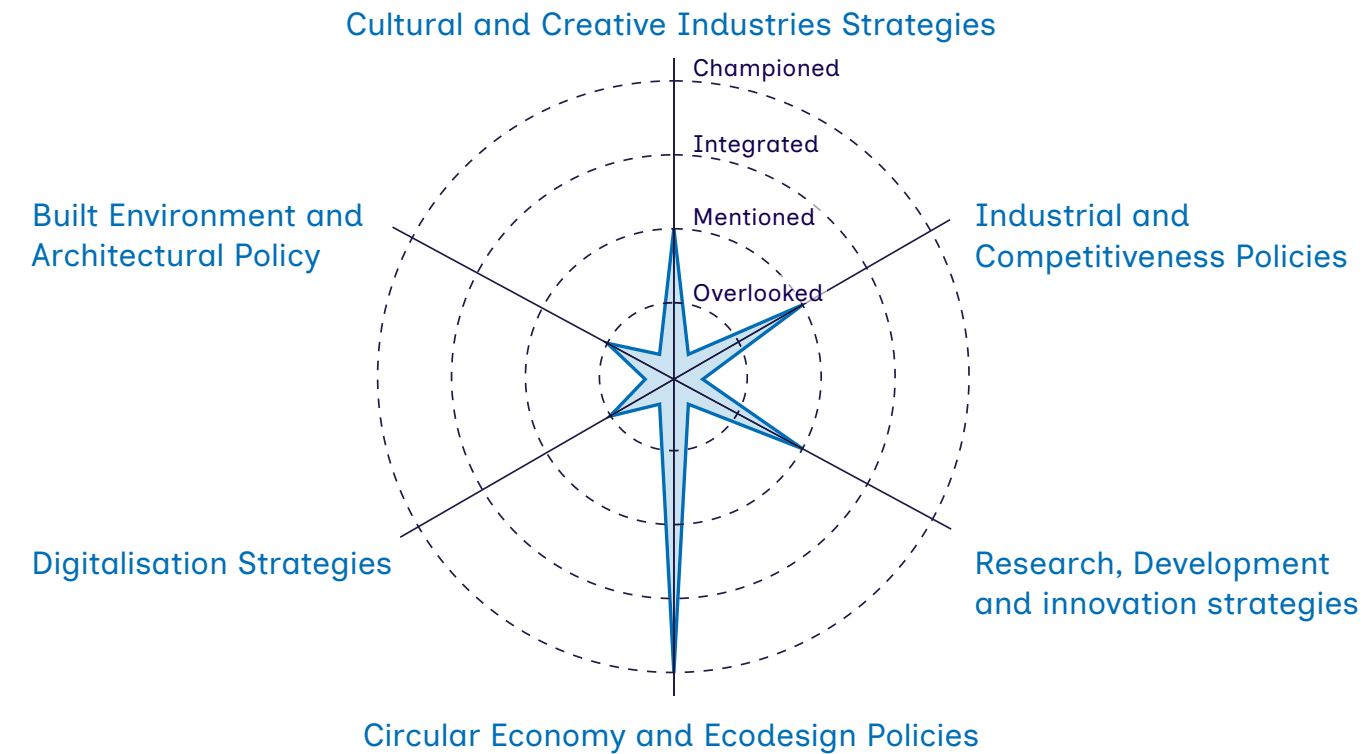 Cultural and Creative Industries Strategies
Championed
Integrated
Mentioned
Overlooked
Built Environment and
Architectural Policy
Industrial and
Competitiveness Policies
Digitalisation Strategies
Research, Development
and innovation strategies
Circular Economy and Ecodesign Policies